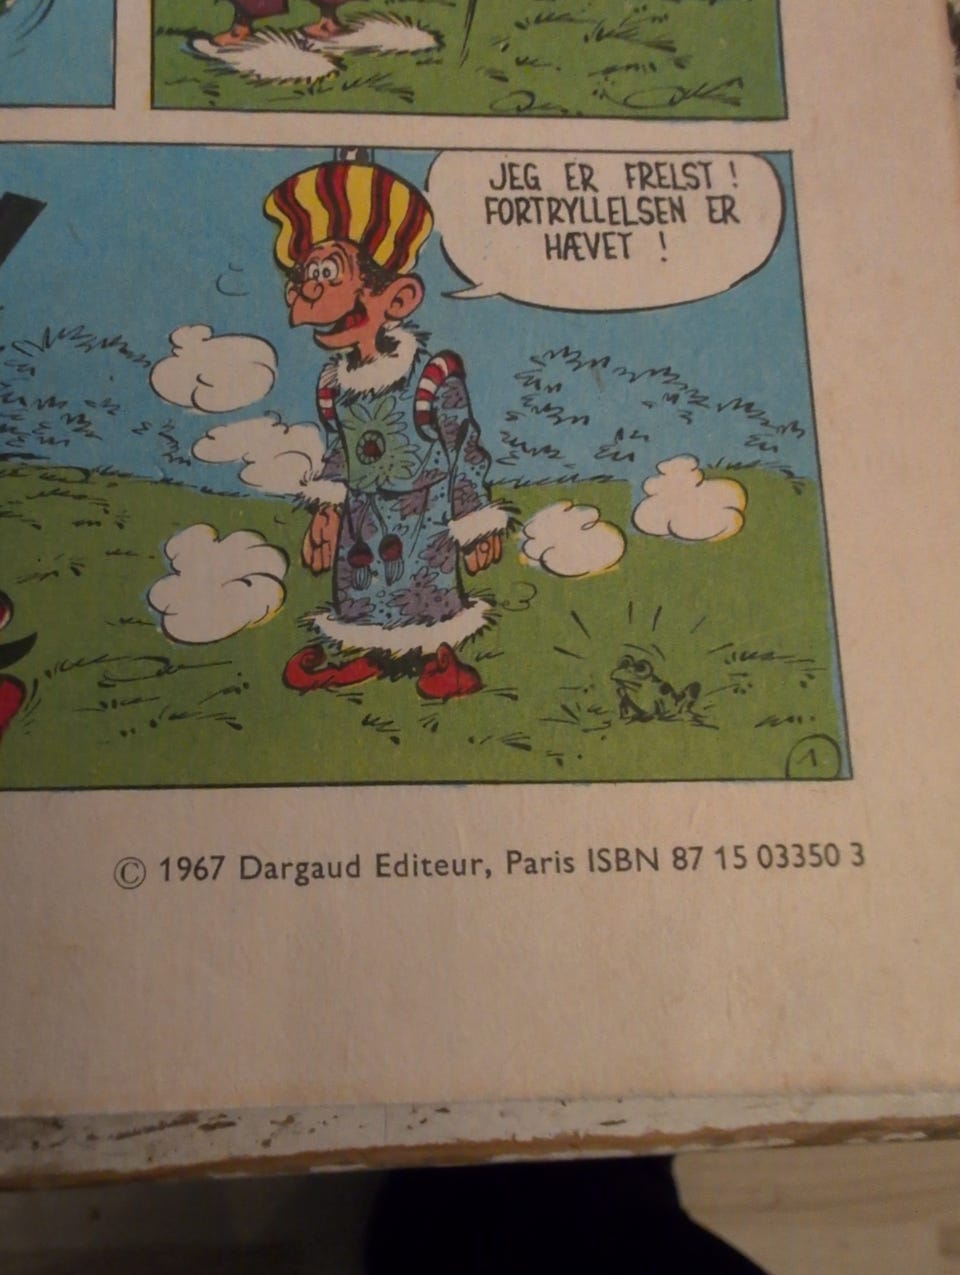 JEG ER FRELST !
FORTRYLLELSEN ER
HÆVET !
1
© 1967 Dargaud Editeur, Paris ISBN 87 15 03350 3